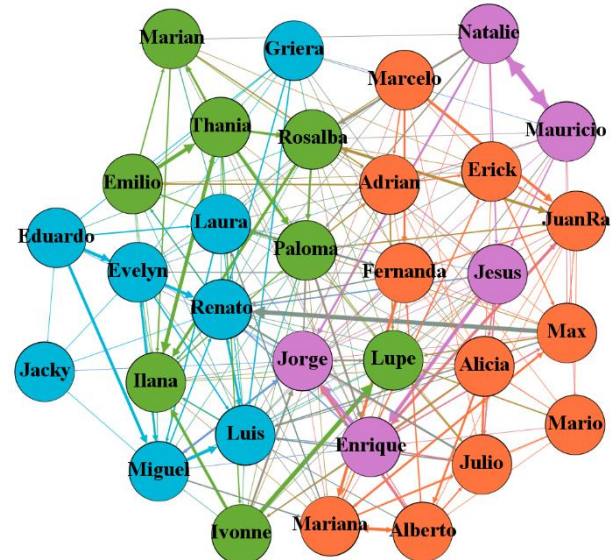 Natalie
Marian
Griera
Marcelo
Thania
Rosalba
Mauricio
Emilio
Adrian
Erick
Laura
JuanRa
Eduardo
Evelyn
Paloma
Fernanda
Jesus
Renato
Max
Jacky
Ilana
Jorge
Lupe
Alicia
Mario
Luis
Enrique
Miguel
Julio
Ivonne
Mariana
Alberto